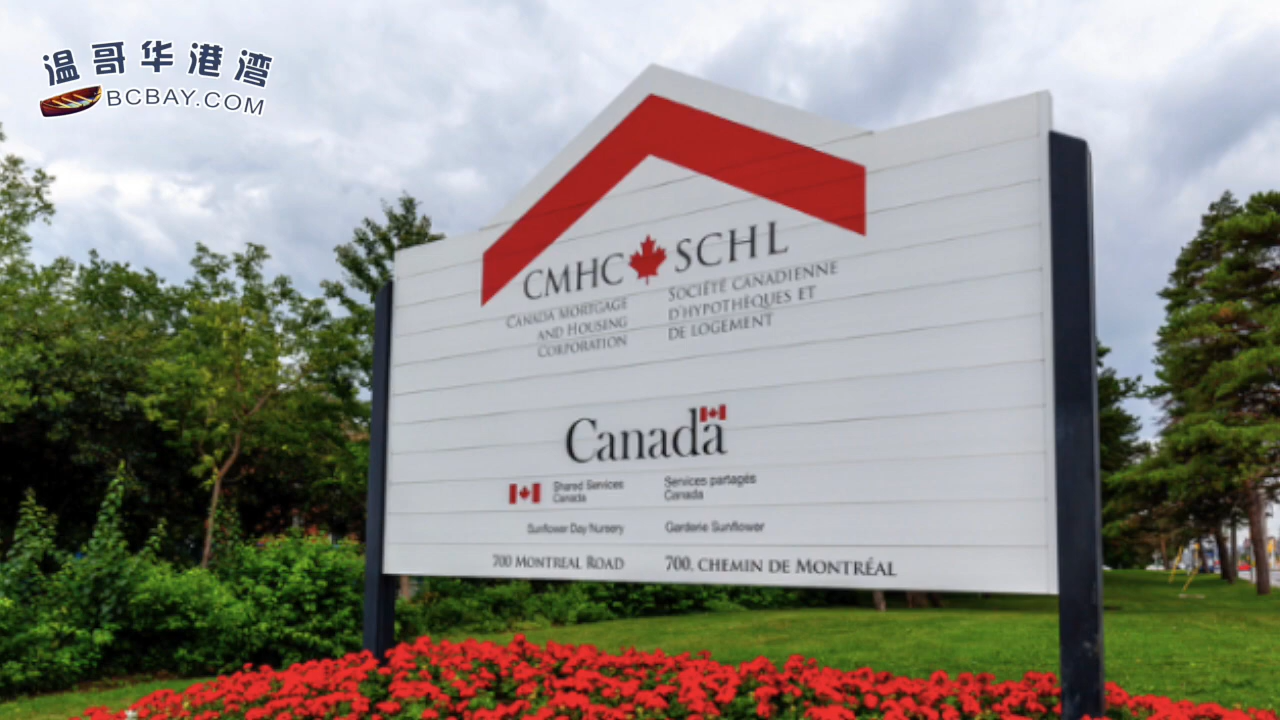 温哥华港湾
BCBAY.COM
CMHC SCHL
CANADA MORTGAGE
AND HOUSING
CORPORATION
SOCIÉTÉ CANADIENNE
D'HYPOTHÈQUES ET
DE LOGEMENT
Canada
Shared Services
Canada
Services partagés
Canada
Sunflower Day Nursery
Garderie Sunflower
700 MONTREAL ROAD
700, CHEMIN DE MONTRÉAL